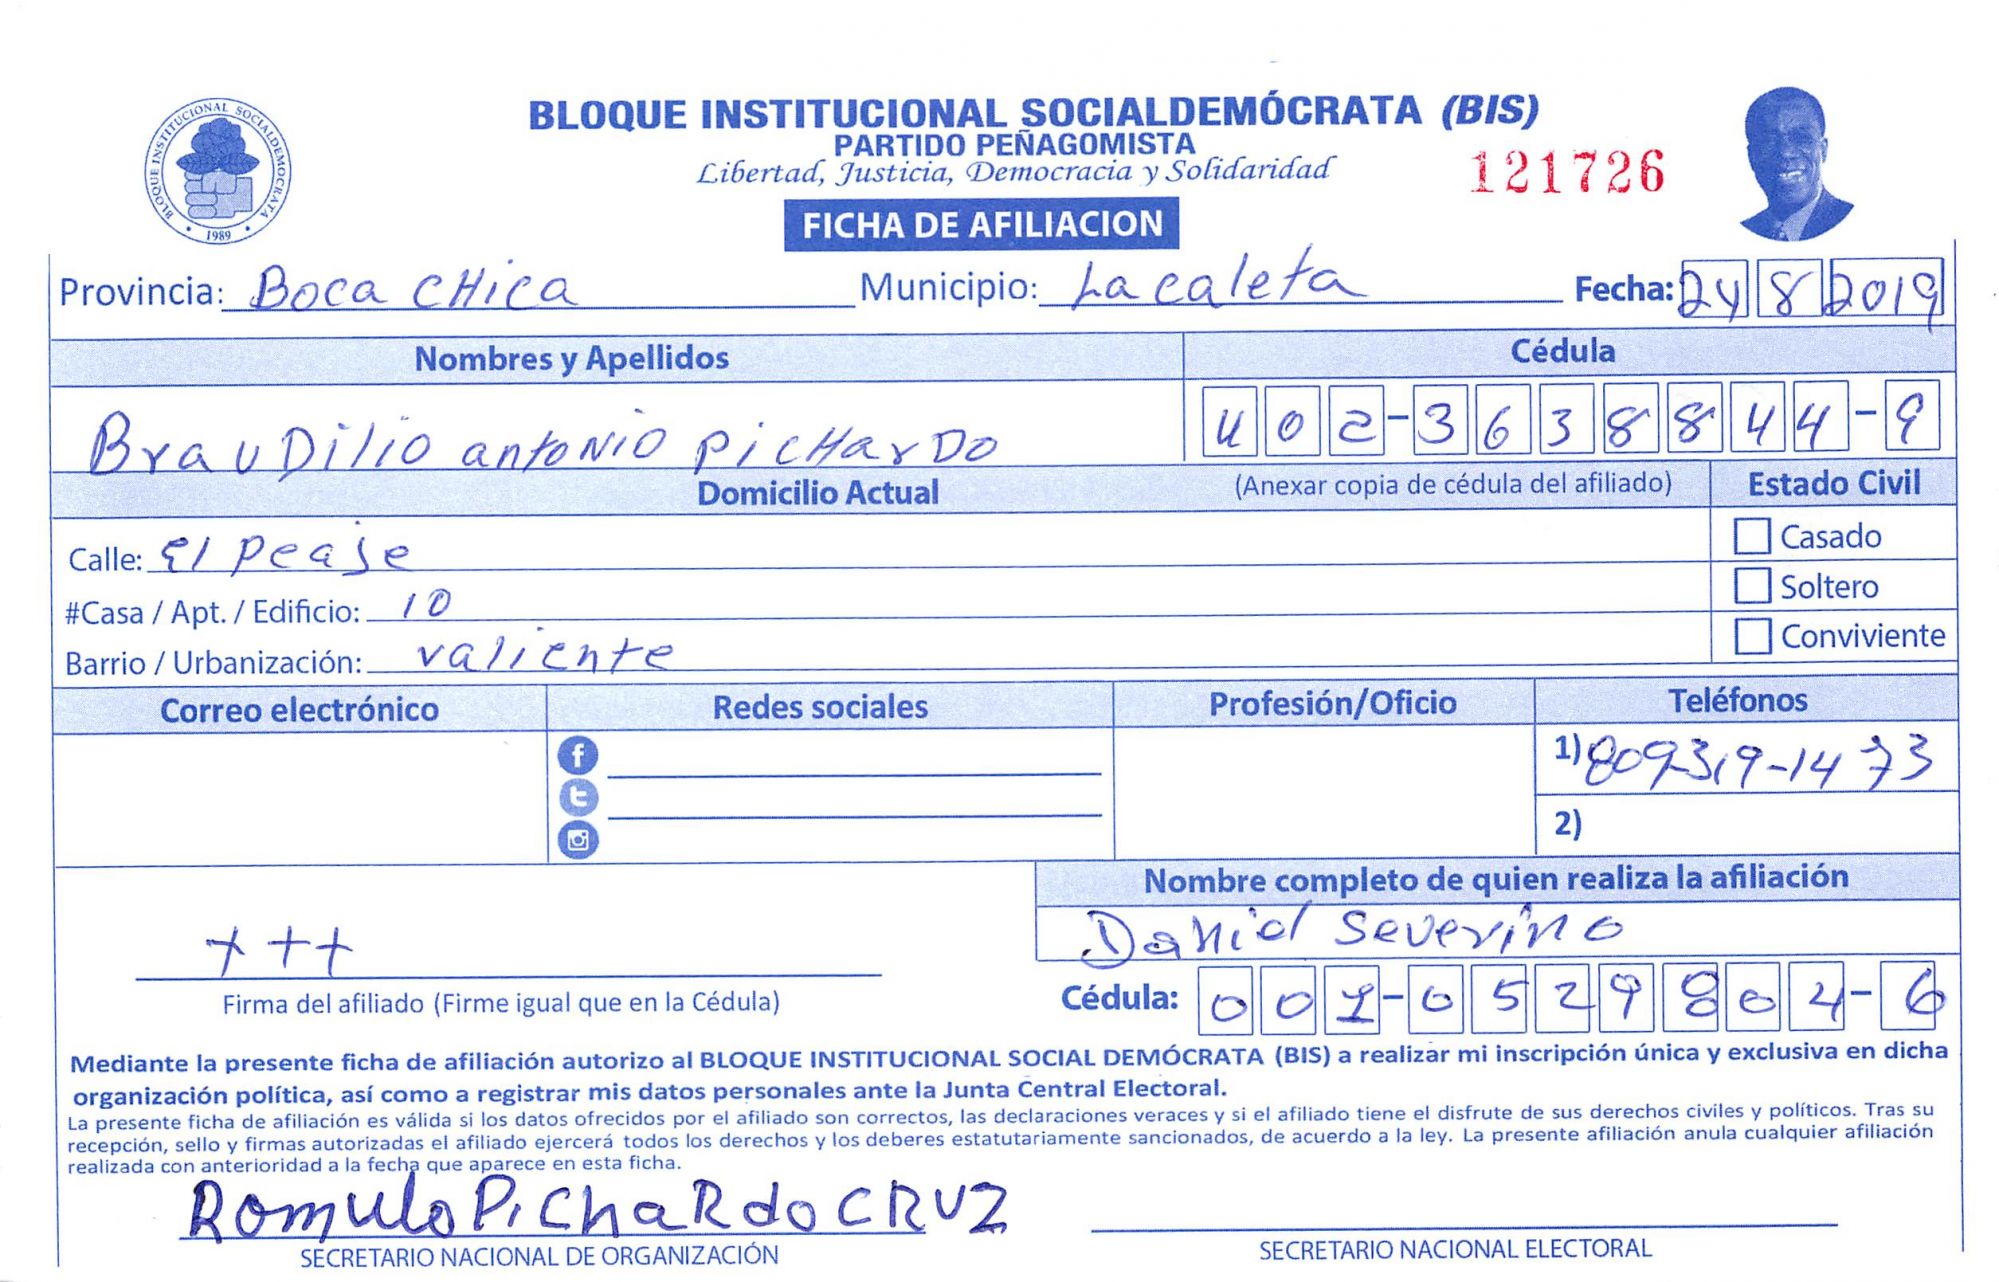 BLOQUE INSTITUCIONAL SOCIALDEMÓCRATA (BIS)
PARTIDO PEÑAGOMISTA
Libertad, Justicia, Democracia y Solidaridad
121726
BLOQUE INSTITUCIONAL SOCIALDEMOCRATA
1989
FICHA DE AFILIACION
Provincia: Boca CHica Municipio: La caleta Fecha: 24 8 2019
Nombres y Apellidos Cédula
BrauDilio antonio PicHarDo 402-3638844-9
Domicilio Actual (Anexar copia de cédula del afiliado) Estado Civil
Calle: El Peaje Casado
#Casa / Apt. / Edificio: 10 Soltero
Barrio / Urbanización: valiente Conviviente
Correo electrónico Redes sociales Profesión/Oficio Teléfonos
1) 809319-1473
2)
Nombre completo de quien realiza la afiliación
Daniel Severino
+++
Firma del afiliado (Firme igual que en la Cédula) Cédula: 001-0529804-6
Mediante la presente ficha de afiliación autorizo al BLOQUE INSTITUCIONAL SOCIAL DEMÓCRATA (BIS) a realizar mi inscripción única y exclusiva en dicha
organización política, así como a registrar mis datos personales ante la Junta Central Electoral.
La presente ficha de afiliación es válida si los datos ofrecidos por el afiliado son correctos, las declaraciones veraces y si el afiliado tiene el disfrute de sus derechos civiles y políticos. Tras su
recepción, sello y firmas autorizadas el afiliado ejercerá todos los derechos y los deberes estatutariamente sancionados, de acuerdo a la ley. La presente afiliación anula cualquier afiliación
realizada con anterioridad a la fecha que aparece en esta ficha.
RomuloPichaRdoCRUZ
SECRETARIO NACIONAL DE ORGANIZACIÓN SECRETARIO NACIONAL ELECTORAL